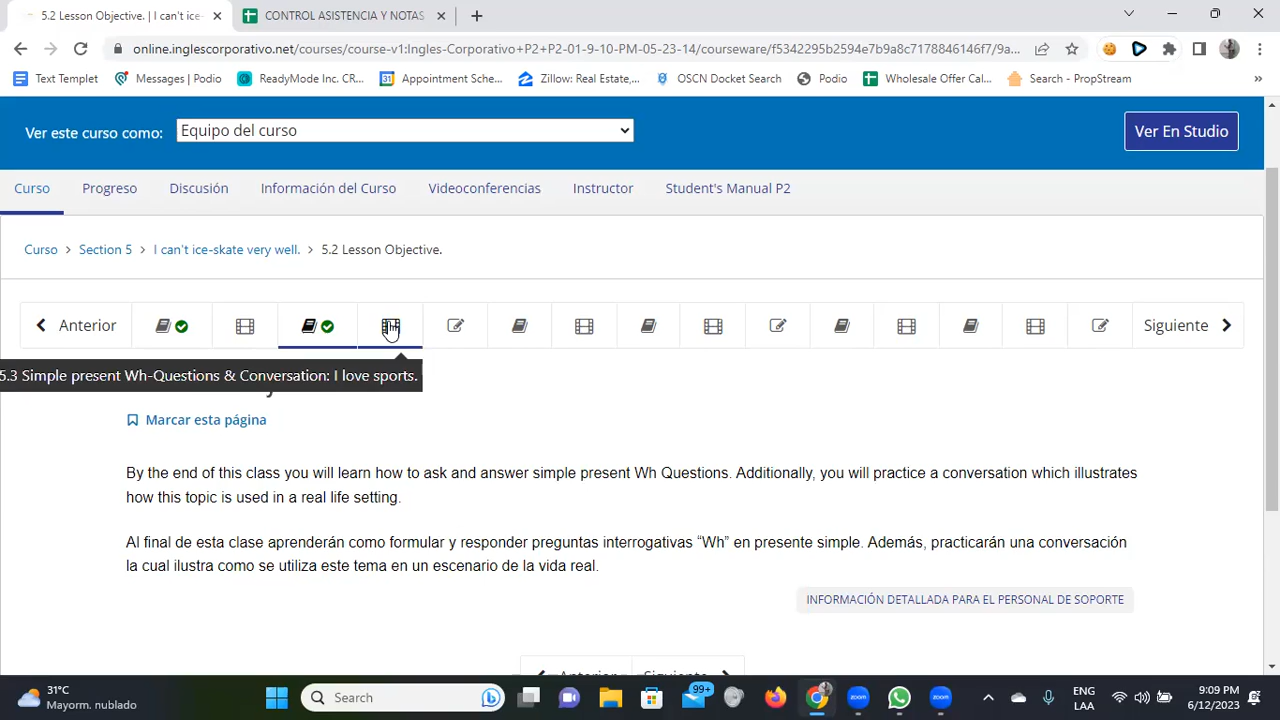 5.2 Lesson Objective. | I can't ice-
CONTROL ASISTENCIA Y NOTAS
online.inglescorporativo.net/courses/course-v1:Ingles-Corporativo+P2+P2-01-9-10-PM-05-23-14/courseware/f5342295b2594e7b9a8c7178846146f7/9a...
Text Templet
Messages | Podio
ReadyMode Inc. CR...
Appointment Sche...
Zillow: Real Estate,...
OSCN Docket Search
Podio
Wholesale Offer Cal...
Search - PropStream
»
Ver este curso como:
Equipo del curso
Ver En Studio
Curso
Progreso
Discusión
Información del Curso
Videoconferencias
Instructor
Student's Manual P2
Curso > Section 5 > I can't ice-skate very well. > 5.2 Lesson Objective.
Anterior
Siguiente
5.3 Simple present Wh-Questions & Conversation: I love sports.
Marcar esta página
By the end of this class you will learn how to ask and answer simple present Wh Questions. Additionally, you will practice a conversation which illustrates
how this topic is used in a real life setting.
Al final de esta clase aprenderán como formular y responder preguntas interrogativas “Wh” en presente simple. Además, practicarán una conversación
la cual ilustra como se utiliza este tema en un escenario de la vida real.
INFORMACIÓN DETALLADA PARA EL PERSONAL DE SOPORTE
Anterior
Siguiente
31°C
Mayorm. nublado
Search
99+
zoom
zoom
ENG
LAA
9:09 PM
6/12/2023